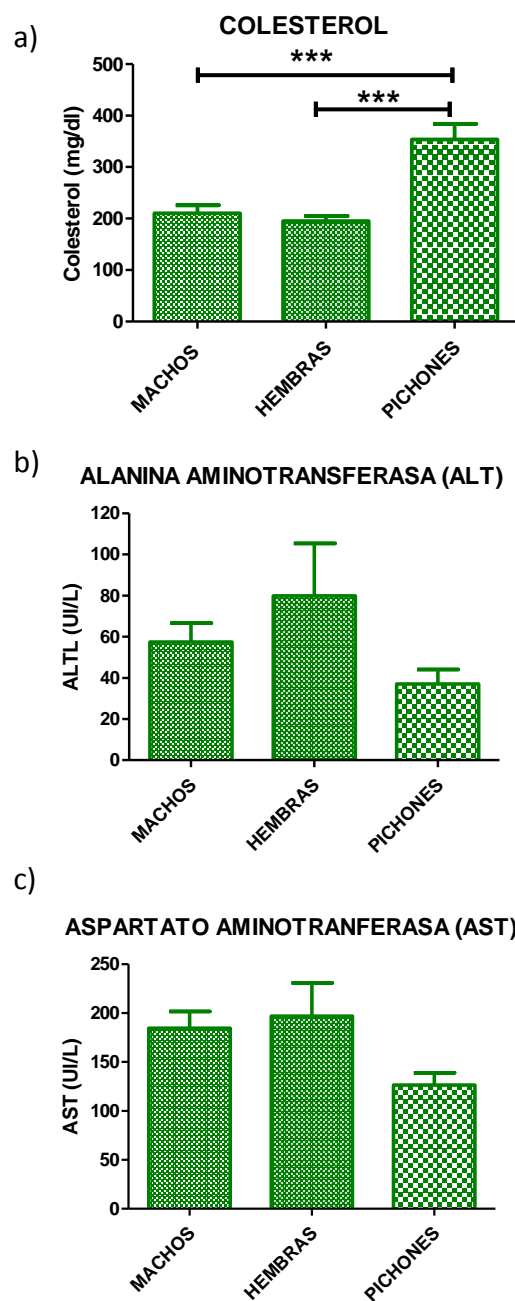 a)
COLESTEROL
***
***
Colesterol (mg/dl)
500
400
300
200
100
0
MACHOS
HEMBRAS
PICHONES
b)
ALANINA AMINOTRANSFERASA (ALT)
ALTL (UI/L)
120
100
80
60
40
20
0
MACHOS
HEMBRAS
PICHONES
c)
ASPARTATO AMINOTRANFERASA (AST)
AST (UI/L)
250
200
150
100
50
0
MACHOS
HEMBRAS
PICHONES